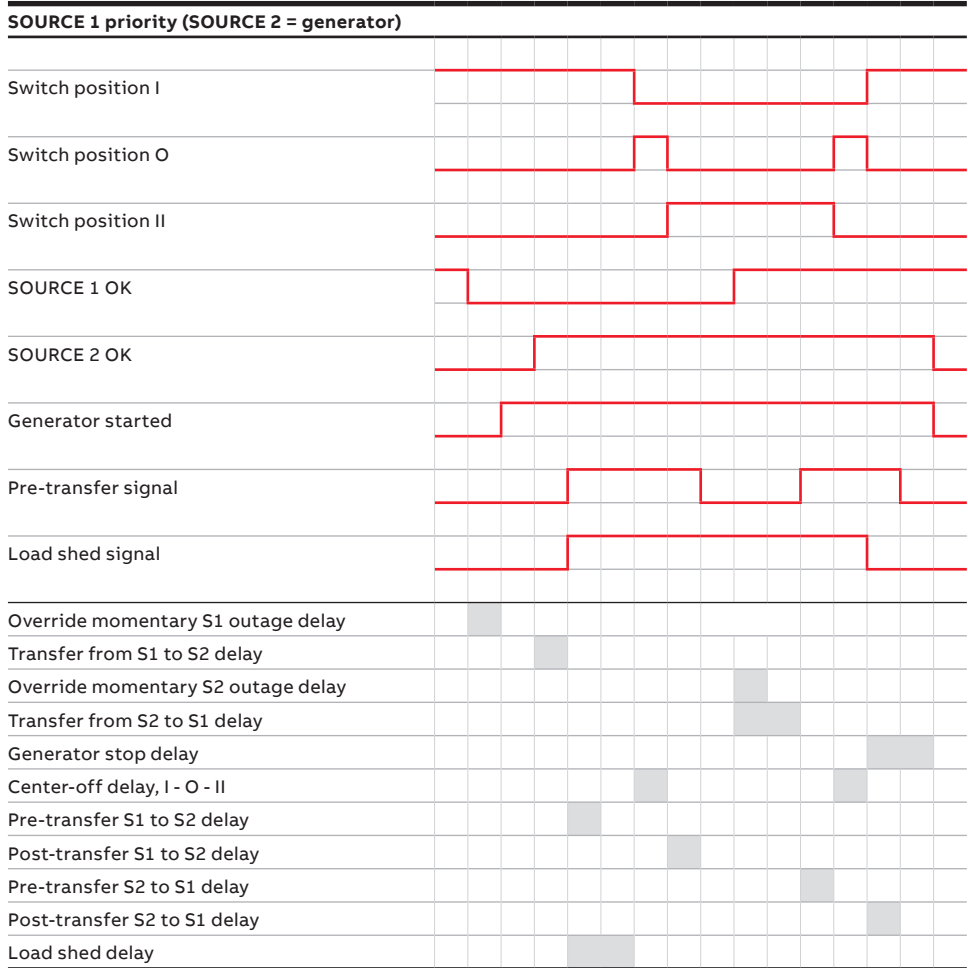 SOURCE 1 priority (SOURCE 2 = generator)
Switch position I
Switch position O
Switch position II
SOURCE 1 OK
SOURCE 2 OK
Generator started
Pre-transfer signal
Load shed signal
Override momentary S1 outage delay
Transfer from S1 to S2 delay
Override momentary S2 outage delay
Transfer from S2 to S1 delay
Generator stop delay
Center-off delay, I - O - II
Pre-transfer S1 to S2 delay
Post-transfer S1 to S2 delay
Pre-transfer S2 to S1 delay
Post-transfer S2 to S1 delay
Load shed delay